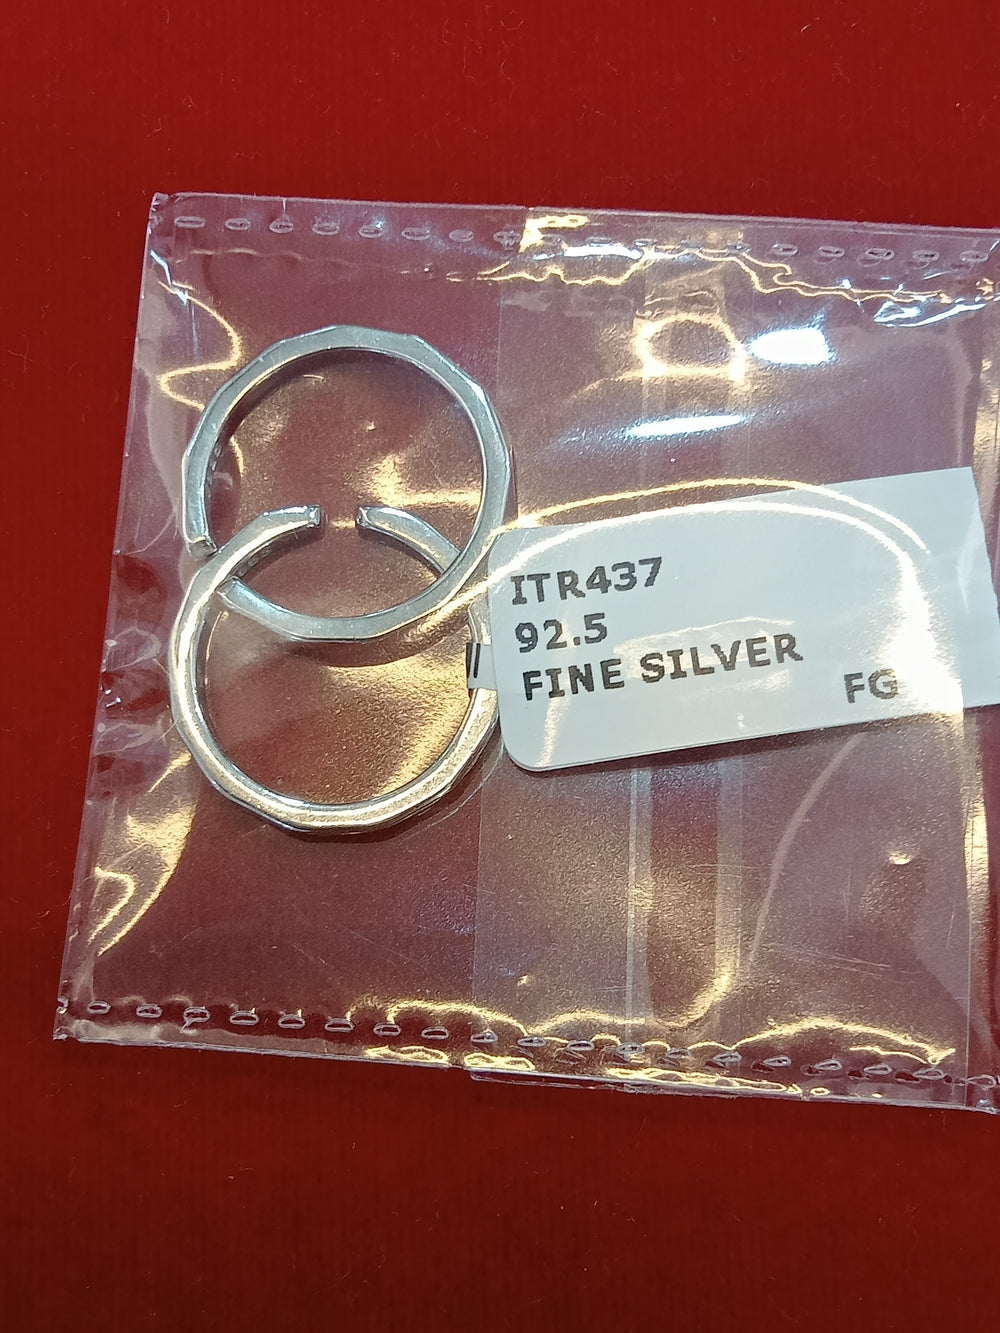 ITR437
92.5
FINE SILVER
FG